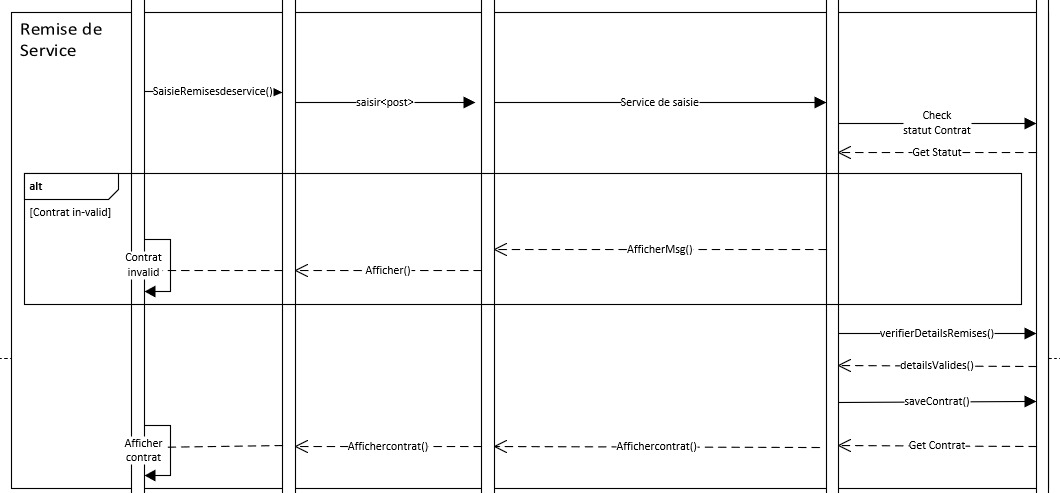 Remise de
Service
SaisieRemisesdeservice()
saisir<post>
Service de saisie
Check
statut Contrat
Get Statut
alt
[Contrat in-valid]
AfficherMsg()
Contrat
invalid
Afficher()
verifierDetailsRemises()
detailsValides()
saveContrat()
Afficher
contrat
Affichercontrat()
Affichercontrat()
Get Contrat